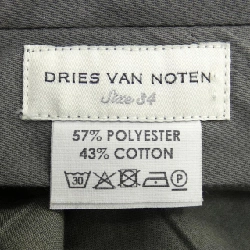 DRIES VAN NOTEN
Size 34
57% POLYESTER
43% COTTON
30 P